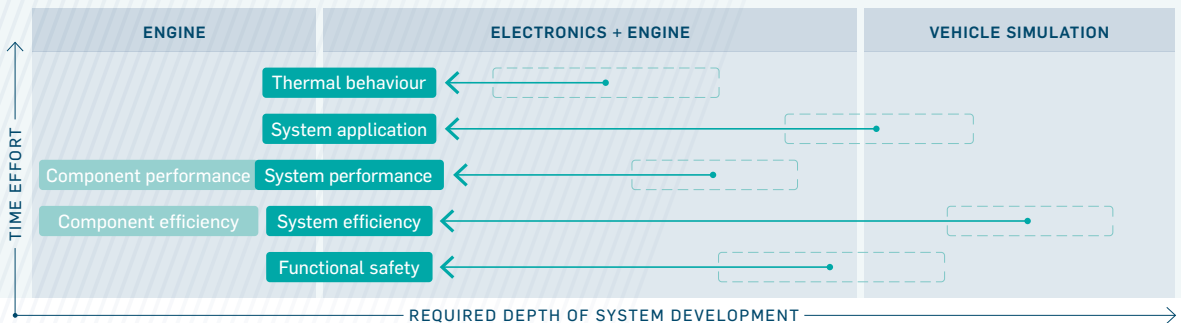 ENGINE
ELECTRONICS + ENGINE
VEHICLE SIMULATION
Thermal behaviour
System application
Component performance
System performance
Component efficiency
System efficiency
Functional safety
TIME EFFORT
REQUIRED DEPTH OF SYSTEM DEVELOPMENT